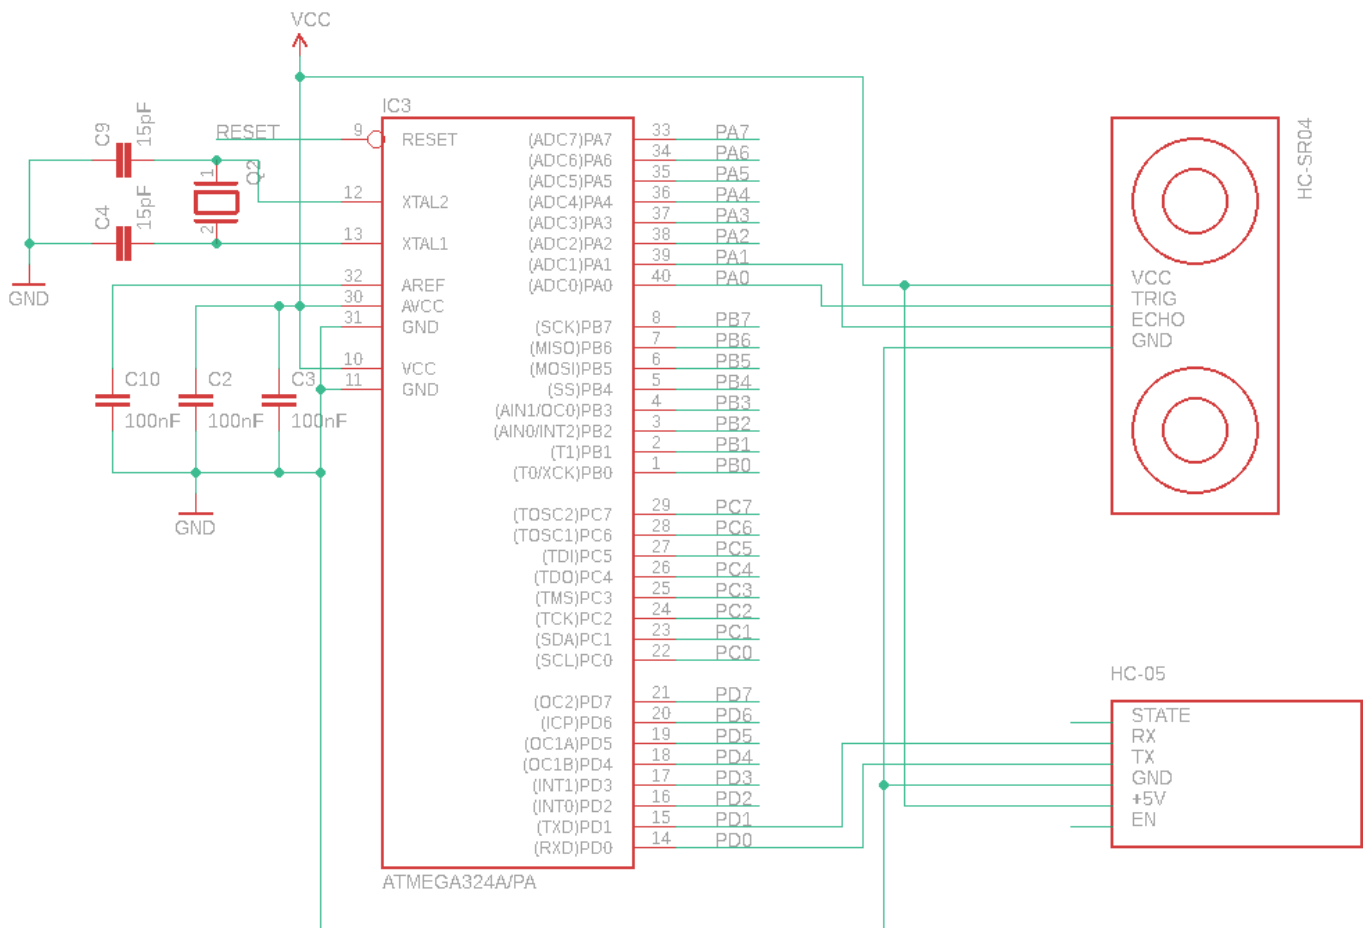 VCC
IC3
C9
15pF
RESET
1
Q2
2
C4
15pF
GND
9 RESET
12 XTAL2
13 XTAL1
32 AREF
30 AVCC
31 GND
10 VCC
11 GND
C10
100nF
C2
100nF
C3
100nF
GND
(ADC7)PA7 33 PA7
(ADC6)PA6 34 PA6
(ADC5)PA5 35 PA5
(ADC4)PA4 36 PA4
(ADC3)PA3 37 PA3
(ADC2)PA2 38 PA2
(ADC1)PA1 39 PA1
(ADC0)PA0 40 PA0
(SCK)PB7 8 PB7
(MISO)PB6 7 PB6
(MOSI)PB5 6 PB5
(SS)PB4 5 PB4
(AIN1/OC0)PB3 4 PB3
(AIN0/INT2)PB2 3 PB2
(T1)PB1 2 PB1
(T0/XCK)PB0 1 PB0
(TOSC2)PC7 29 PC7
(TOSC1)PC6 28 PC6
(TDI)PC5 27 PC5
(TDO)PC4 26 PC4
(TMS)PC3 25 PC3
(TCK)PC2 24 PC2
(SDA)PC1 23 PC1
(SCL)PC0 22 PC0
(OC2)PD7 21 PD7
(ICP)PD6 20 PD6
(OC1A)PD5 19 PD5
(OC1B)PD4 18 PD4
(INT1)PD3 17 PD3
(INT0)PD2 16 PD2
(TXD)PD1 15 PD1
(RXD)PD0 14 PD0
ATMEGA324A/PA
HC-SR04
VCC
TRIG
ECHO
GND
HC-05
STATE
RX
TX
GND
+5V
EN